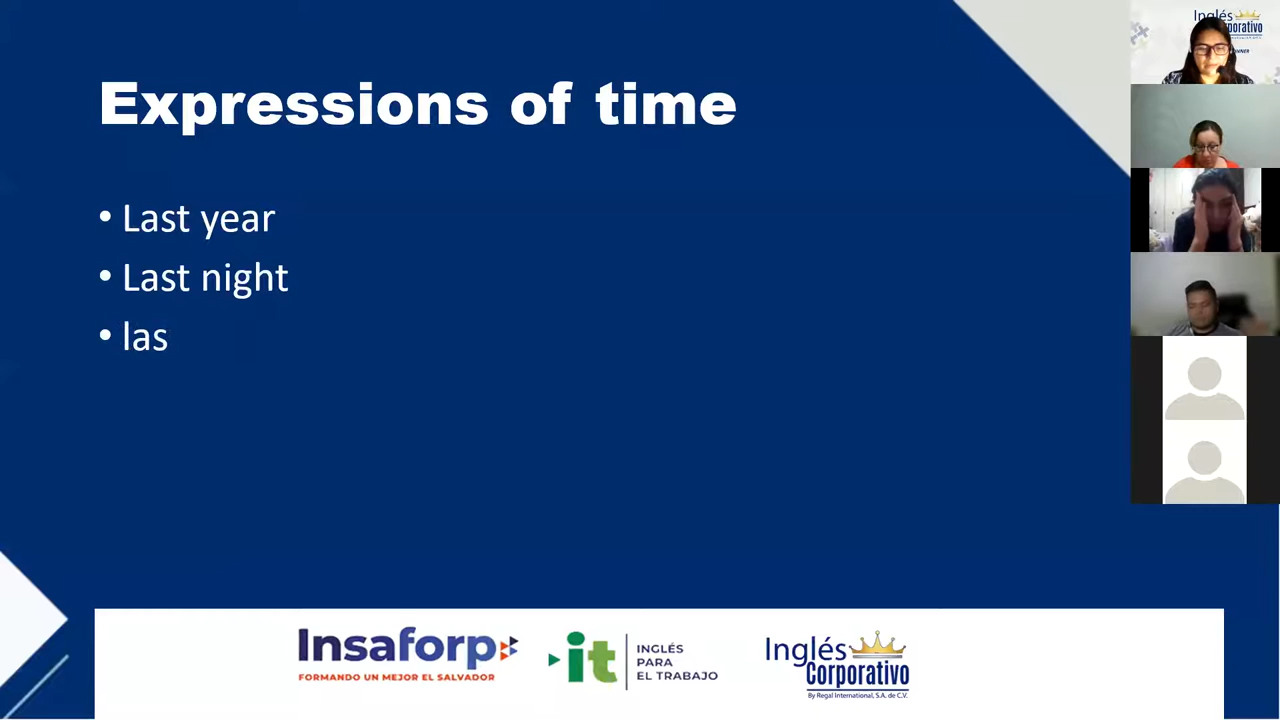 Expressions of time
• Last year
• Last night
• las
Insaforp
FORMANDO UN MEJOR EL SALVADOR
it
INGLÉS
PARA
EL TRABAJO
Inglés
Corporativo
By Regal International, S.A. de C.V.
Inglés